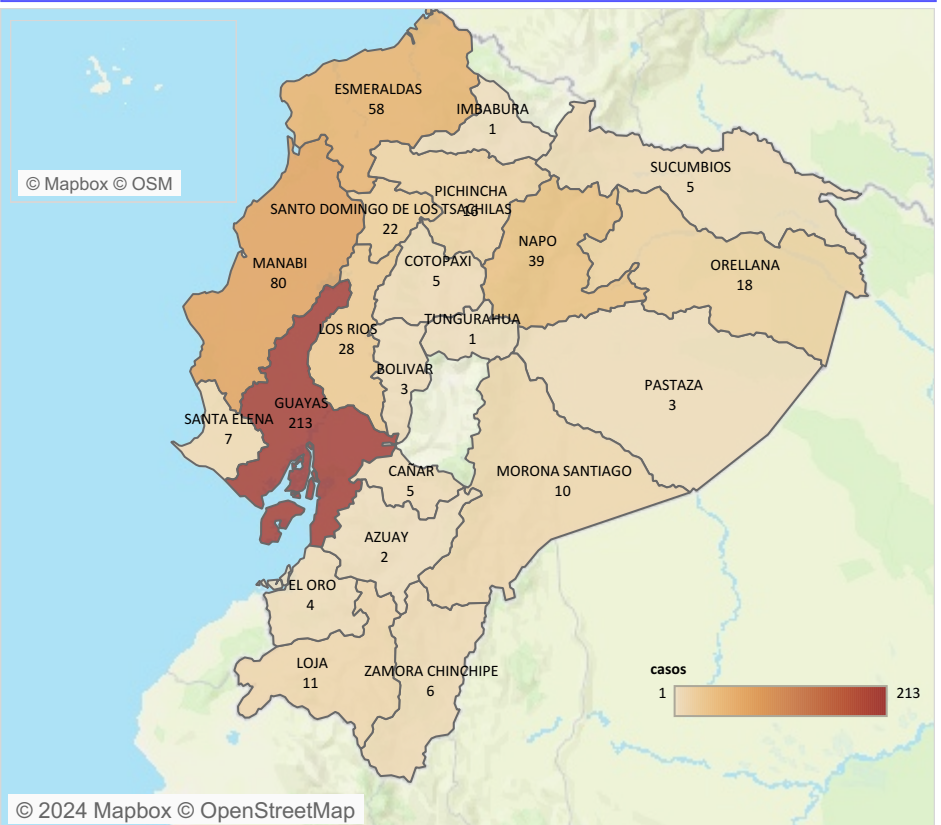 ESMERALDAS
58
IMBABURA
1
© Mapbox © OSM
SUCUMBIOS
5
PICHINCHA
16
SANTO DOMINGO DE LOS TSACHILAS
22
NAPO
39
MANABI
80
COTOPAXI
5
ORELLANA
18
TUNGURAHUA
1
LOS RIOS
28
BOLIVAR
3
PASTAZA
3
GUAYAS
213
SANTA ELENA
7
CAÑAR
5
MORONA SANTIAGO
10
AZUAY
2
EL ORO
4
LOJA
11
ZAMORA CHINCHIPE
6
casos
1
213
© 2024 Mapbox © OpenStreetMap